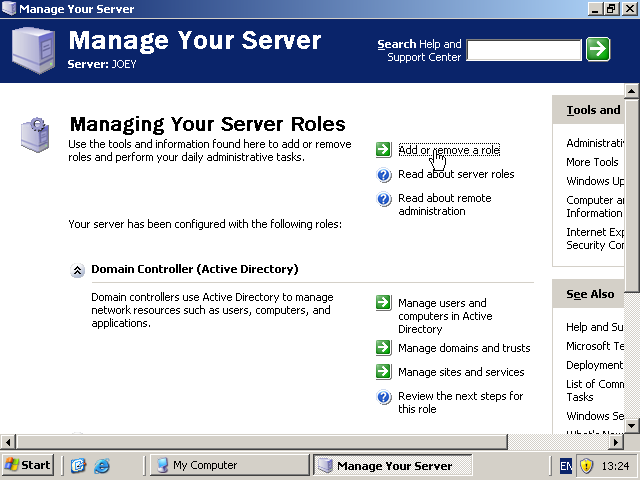 Manage Your Server
Manage Your Server
Server: JOEY
Search Help and
Support Center
Managing Your Server Roles
Use the tools and information found here to add or remove
roles and perform your daily administrative tasks.
Add or remove a role
Read about server roles
Read about remote
administration
Your server has been configured with the following roles:
Domain Controller (Active Directory)
Domain controllers use Active Directory to manage
network resources such as users, computers, and
applications.
Manage users and
computers in Active
Directory
Manage domains and trusts
Manage sites and services
Review the next steps for
this role
Tools and
Administrativ
More Tools
Windows Up
Computer an
Information
Internet Exp
Security Con
See Also
Help and Su
Microsoft Te
Deployment
List of Comm
Tasks
Windows Se
Start
My Computer
Manage Your Server
EN
13:24